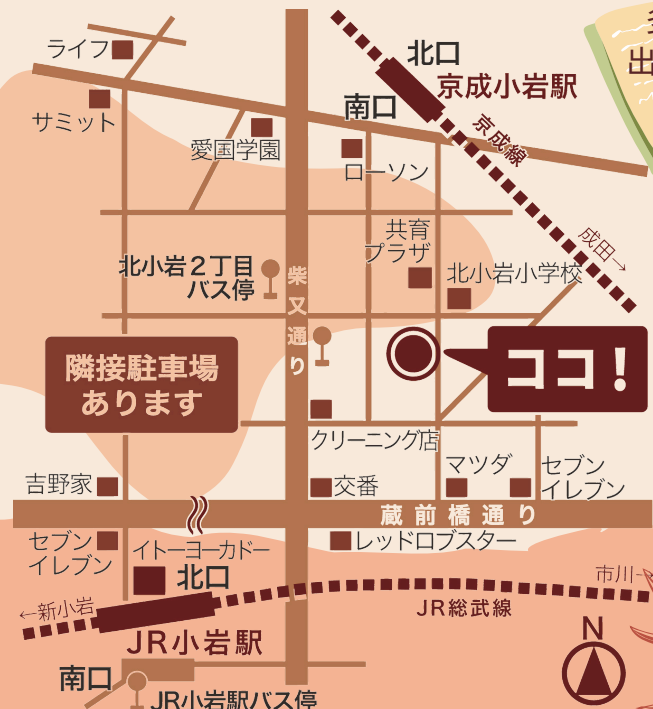 ライフ
サミット
愛国学園
北口
京成小岩駅
南口
京成線
ローソン
成田→
共育
プラザ
北小岩小学校
北小岩2丁目
バス停
柴又通り
隣接駐車場
あります
ココ！
クリーニング店
吉野家
交番
マツダ
セブン
イレブン
蔵前橋通り
セブン
イレブン
イトーヨーカドー
レッドロブスター
北口
市川
←新小岩
JR総武線
JR小岩駅
N
南口
JR小岩駅バス停
出